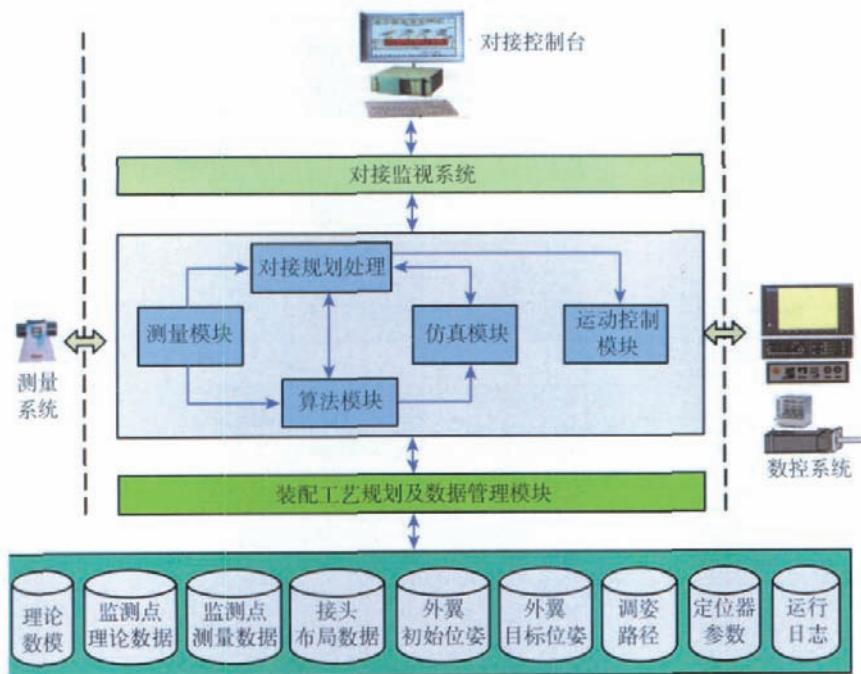 对接控制台
对接监视系统
对接规划处理
测量模块
仿真模块
运动控制
模块
算法模块
测量
系统
数控系统
装配工艺规划及数据管理模块
理论
数模
监测点
理论数据
监测点
测量数据
接头
布局数据
外翼
初始位姿
外翼
目标位姿
调姿
路径
定位器
参数
运行
日志